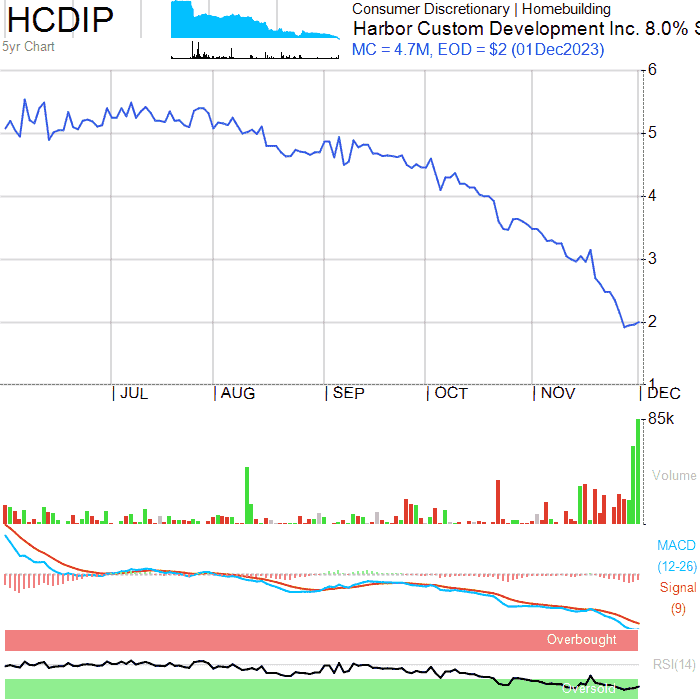 HCDIP
5yr Chart
Consumer Discretionary | Homebuilding
Harbor Custom Development Inc. 8.0% S
MC = 4.7M, EOD = $2 (01Dec2023)
6
5
4
3
2
1
JUL AUG SEP OCT NOV DEC
85k
Volume
MACD
(12-26)
Signal
(9)
Overbought
RSI(14)
Oversold